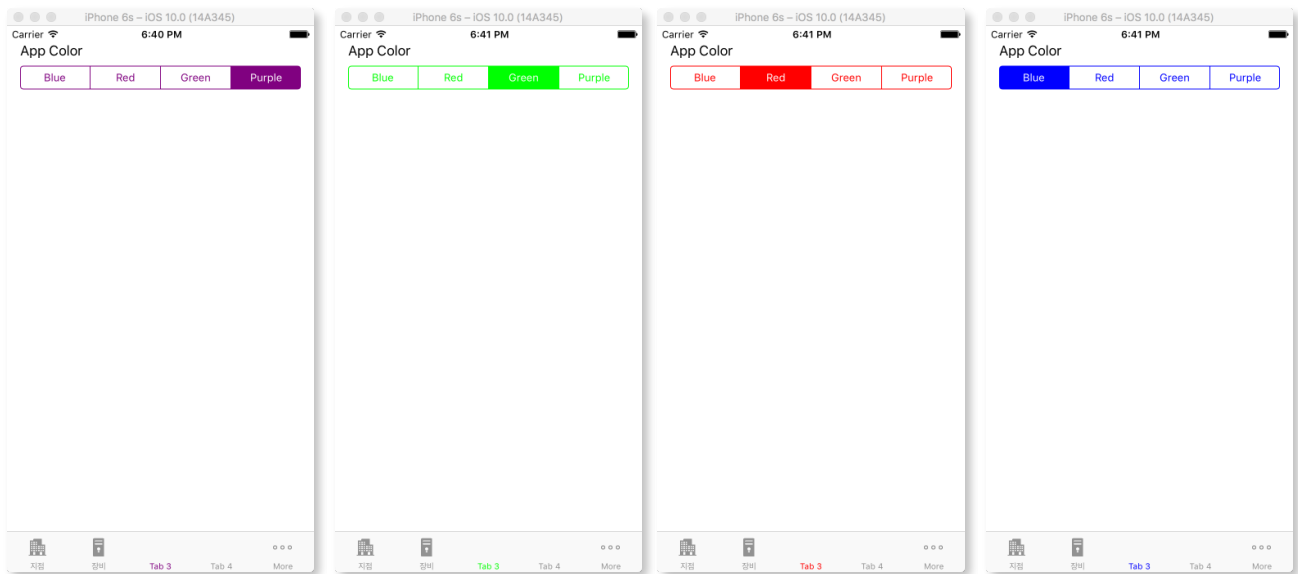 iPhone 6s – iOS 10.0 (14A345)
Carrier 6:40 PM
App Color
Blue Red Green Purple
지점 장비 Tab 3 Tab 4 More
iPhone 6s – iOS 10.0 (14A345)
Carrier 6:41 PM
App Color
Blue Red Green Purple
지점 장비 Tab 3 Tab 4 More
iPhone 6s – iOS 10.0 (14A345)
Carrier 6:41 PM
App Color
Blue Red Green Purple
지점 장비 Tab 3 Tab 4 More
iPhone 6s – iOS 10.0 (14A345)
Carrier 6:41 PM
App Color
Blue Red Green Purple
지점 장비 Tab 3 Tab 4 More